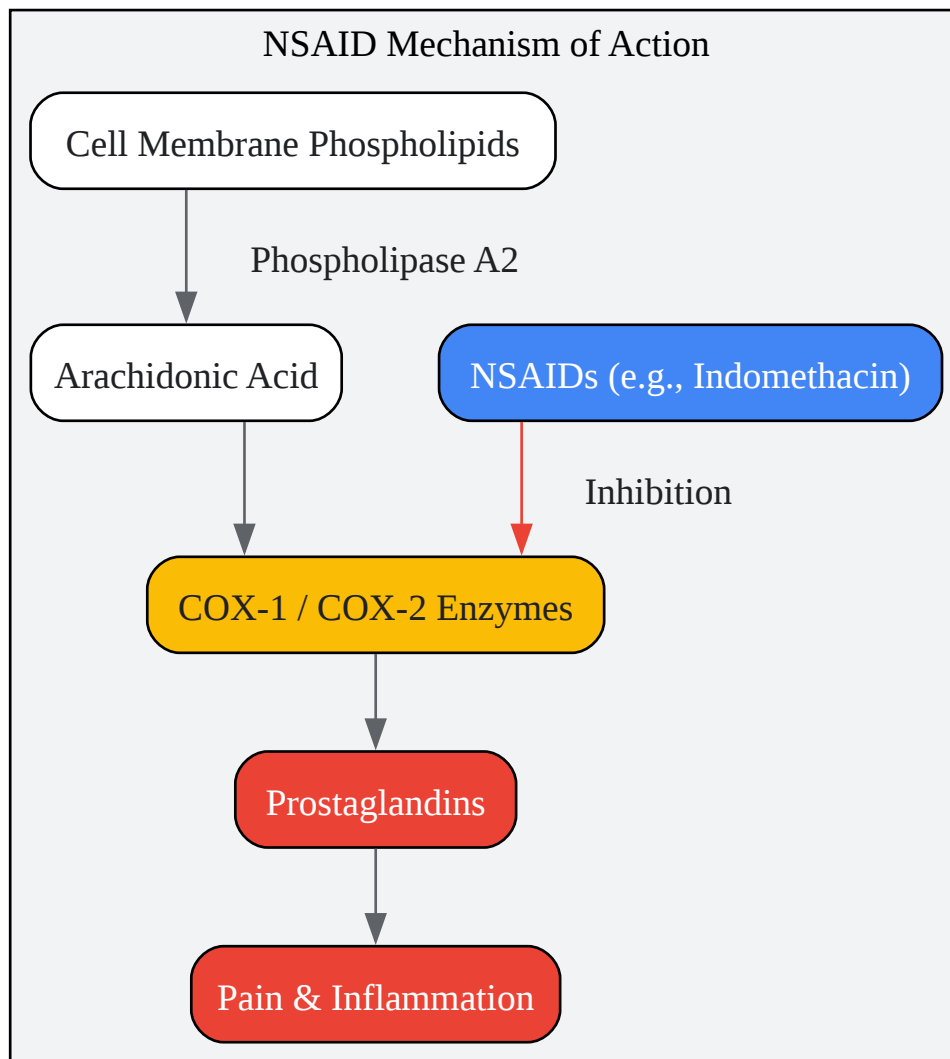 NSAID Mechanism of Action
Cell Membrane Phospholipids
Phospholipase A2
Arachidonic Acid
NSAIDs (e.g., Indomethacin)
Inhibition
COX-1 / COX-2 Enzymes
Prostaglandins
Pain & Inflammation